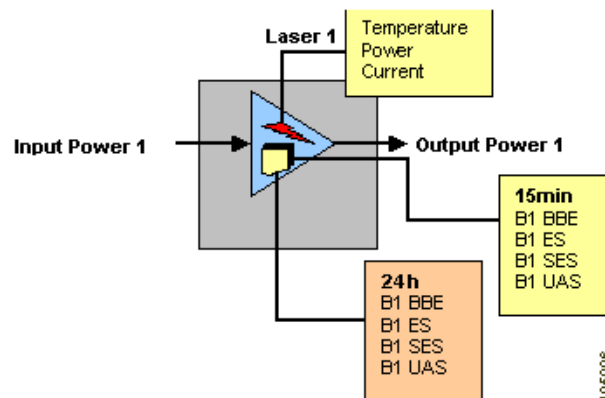 Laser 1
Temperature
Power
Current
Input Power 1
Output Power 1
15min
B1 BBE
B1 ES
B1 SES
B1 UAS
24h
B1 BBE
B1 ES
B1 SES
B1 UAS